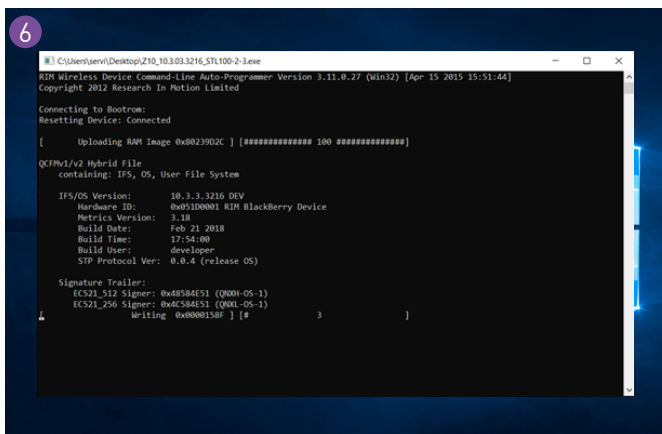 6
C:\Users\servi\Desktop\Z10_10.3.03.3216_STL100-2-3.exe
RIM Wireless Device Command-Line Auto-Programmer Version 3.11.0.27 (Win32) [Apr 15 2015 15:51:44]
Copyright 2012 Research In Motion Limited
Connecting to Bootrom:
Resetting Device: Connected
[ Uploading RAM Image 0x80239D2C ] [############## 100 ##############]
QCFMv1/v2 Hybrid File
containing: IFS, OS, User File System
IFS/OS Version: 10.3.3.3216 DEV
Hardware ID: 0x051D0001 RIM BlackBerry Device
Metrics Version: 3.18
Build Date: Feb 21 2018
Build Time: 17:54:00
Build User: developer
STP Protocol Ver: 0.0.4 (release OS)
Signature Trailer:
EC521_512 Signer: 0x48584E51 (QNXH-OS-1)
EC521_256 Signer: 0x4C584E51 (QNXL-OS-1)
[ Writing 0x0000158F ] [# 3 ]